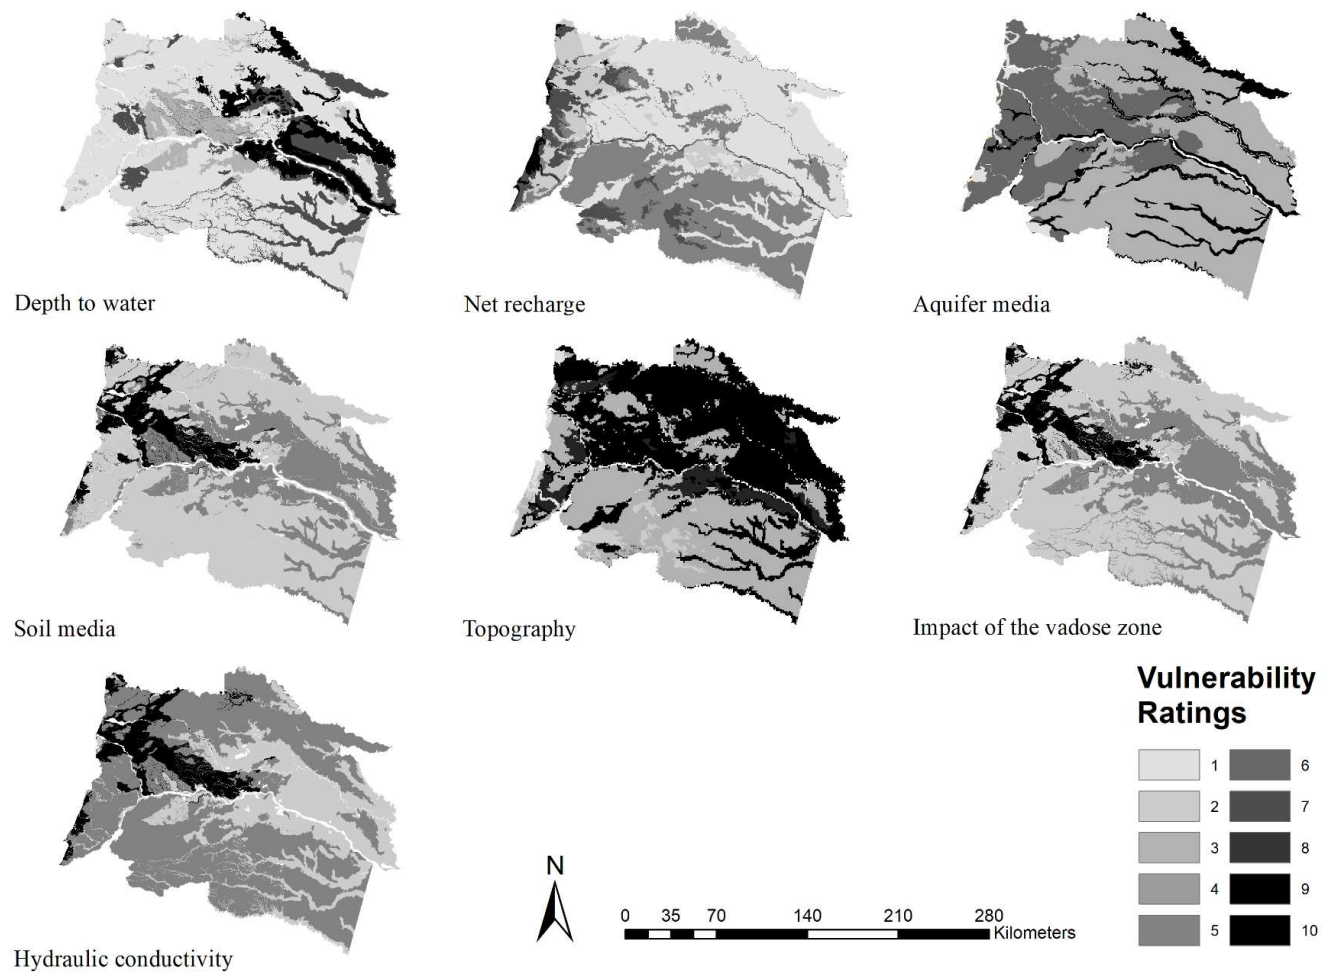 Depth to water
Net recharge
Aquifer media
Soil media
Topography
Impact of the vadose zone
Hydraulic conductivity
Vulnerability
Ratings
1
6
2
7
3
8
4
9
5
10
N
0 35 70 140 210 280
Kilometers